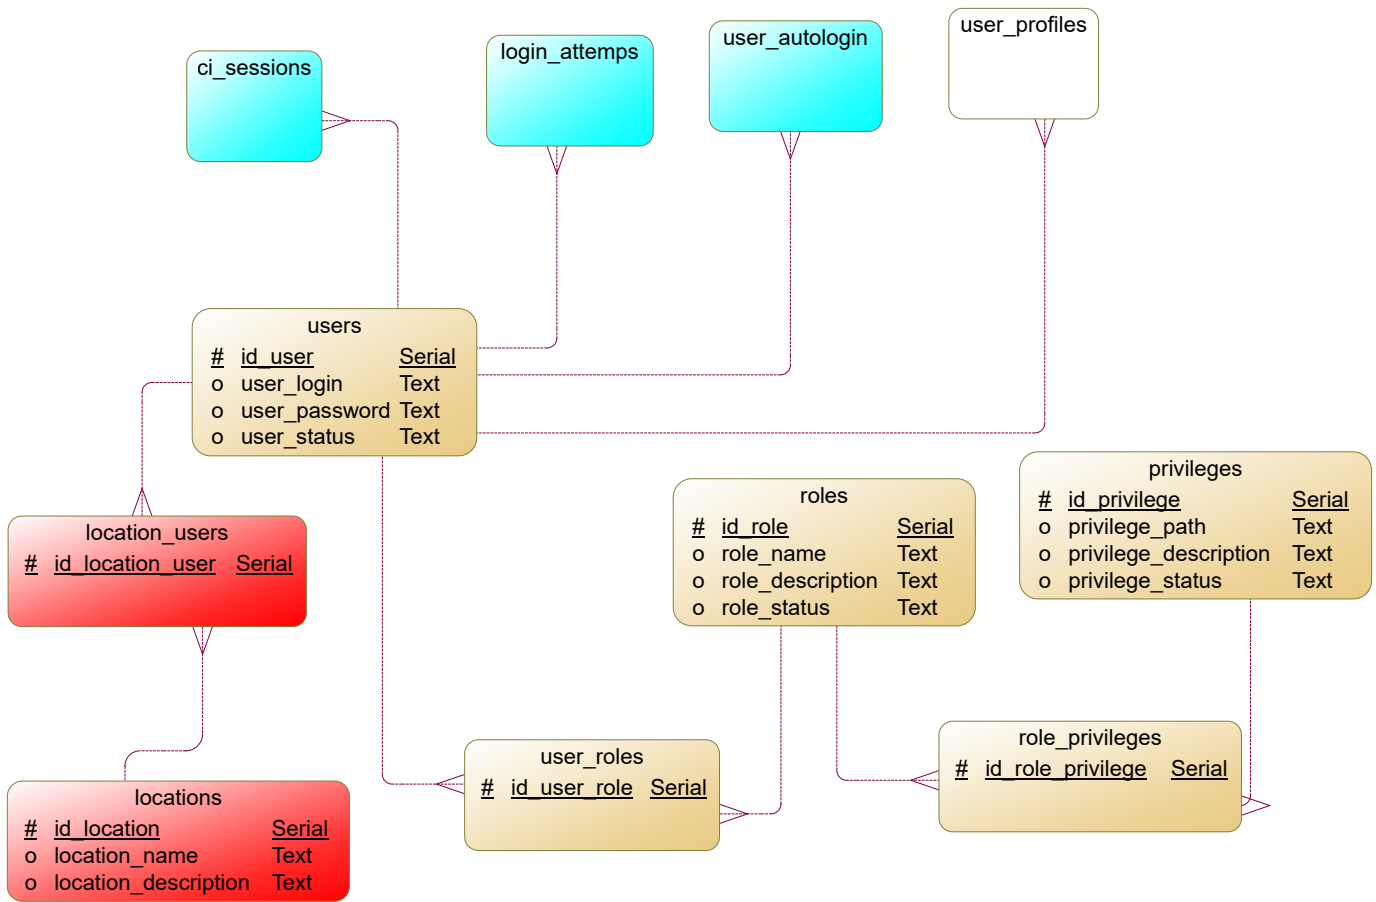 ci_sessions
login_attemps
user_autologin
user_profiles
users
# id_user Serial
o user_login Text
o user_password Text
o user_status Text
location_users
# id_location_user Serial
locations
# id_location Serial
o location_name Text
o location_description Text
roles
# id_role Serial
o role_name Text
o role_description Text
o role_status Text
privileges
# id_privilege Serial
o privilege_path Text
o privilege_description Text
o privilege_status Text
user_roles
# id_user_role Serial
role_privileges
# id_role_privilege Serial